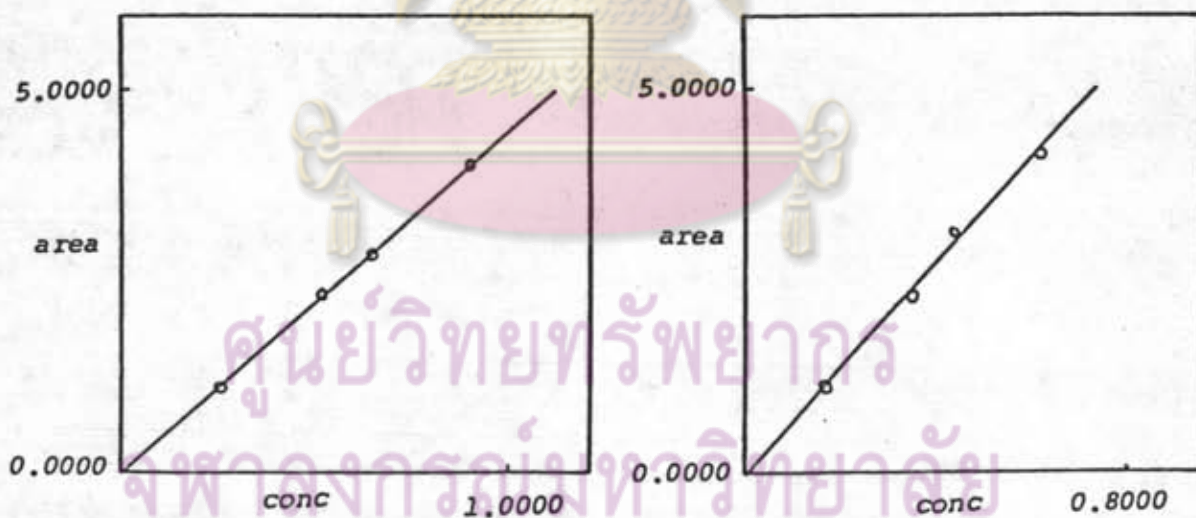 5.0000
area
0.0000
conc
1.0000
5.0000
area
0.0000
conc
0.8000
ศูนย์วิทยทรัพยากร
จุฬาลงกรณ์มหาวิทยาลัย